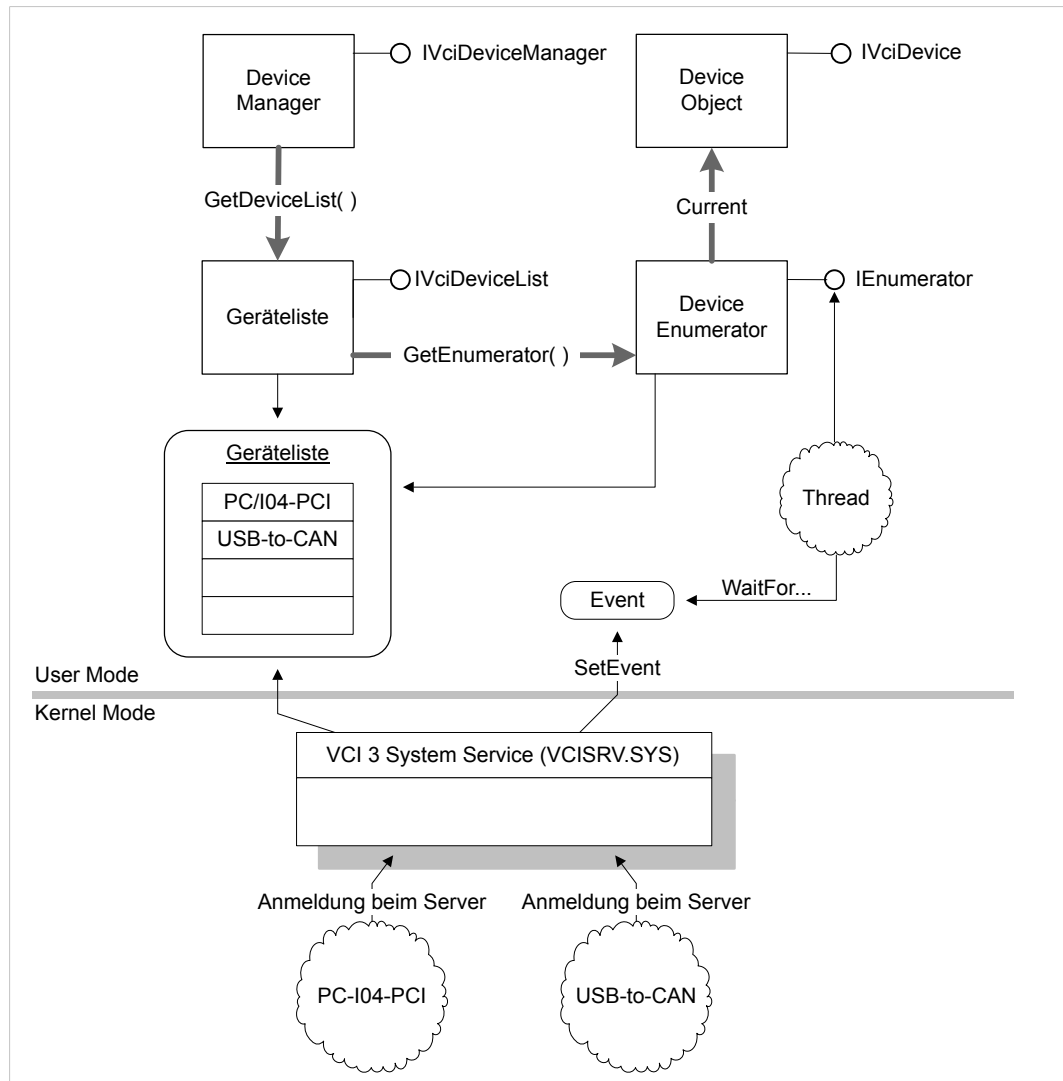 IVciDeviceManager
IVciDevice
Device
Manager
Device
Object
GetDeviceList( )
Current
IVciDeviceList
IEnumerator
Geräteliste
Device
Enumerator
GetEnumerator( )
Geräteliste
PC/I04-PCI
USB-to-CAN
Thread
Event
WaitFor...
SetEvent
User Mode
Kernel Mode
VCI 3 System Service (VCISRV.SYS)
Anmeldung beim Server
Anmeldung beim Server
PC-I04-PCI
USB-to-CAN